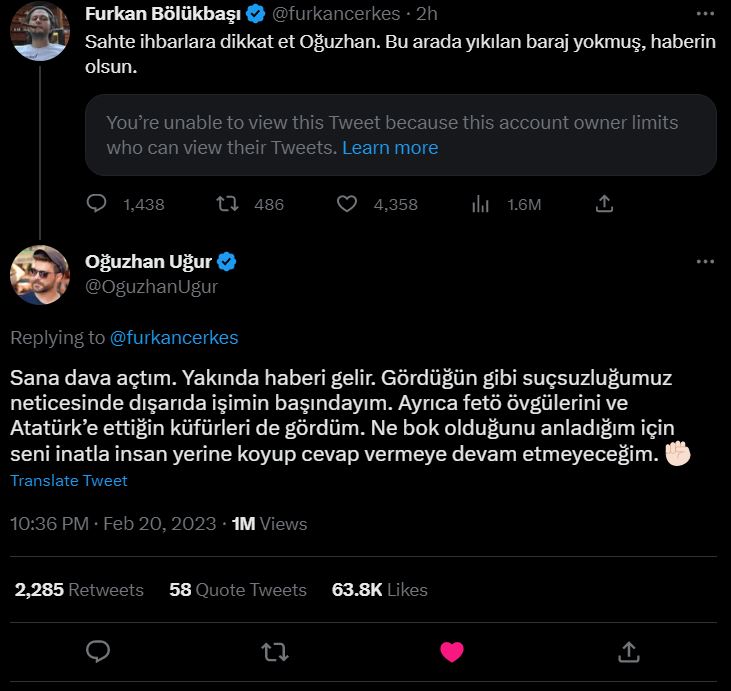 Furkan Bölükbaşı @furkancerkes · 2h
Sahte ihbarlara dikkat et Oğuzhan. Bu arada yıkılan baraj yokmuş, haberin
olsun.
You're unable to view this Tweet because this account owner limits
who can view their Tweets. Learn more
1,438 486 4,358 1.6M
Oğuzhan Uğur
@OguzhanUgur
Replying to @furkancerkes
Sana dava açtım. Yakında haberi gelir. Gördüğün gibi suçsuzluğumuz
neticesinde dışarıda işimin başındayım. Ayrıca fetö övgülerini ve
Atatürk'e ettiğin küfürleri de gördüm. Ne bok olduğunu anladığım için
seni inatla insan yerine koyup cevap vermeye devam etmeyeceğim. ✊🏻
Translate Tweet
10:36 PM · Feb 20, 2023 · 1M Views
2,285 Retweets 58 Quote Tweets 63.8K Likes